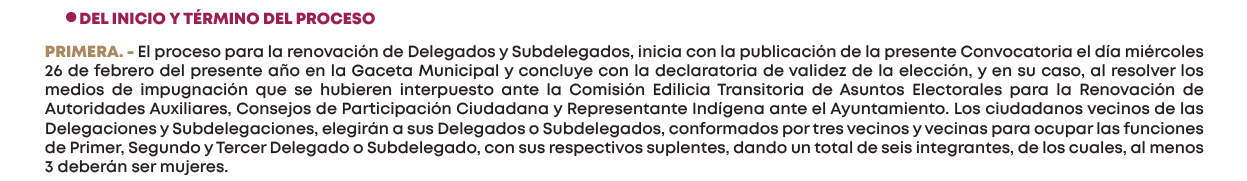 ● DEL INICIO Y TÉRMINO DEL PROCESO
PRIMERA. - El proceso para la renovación de Delegados y Subdelegados, inicia con la publicación de la presente Convocatoria el día miércoles
26 de febrero del presente año en la Gaceta Municipal y concluye con la declaratoria de validez de la elección, y en su caso, al resolver los
medios de impugnación que se hubieren interpuesto ante la Comisión Edilicia Transitoria de Asuntos Electorales para la Renovación de
Autoridades Auxiliares, Consejos de Participación Ciudadana y Representante Indígena ante el Ayuntamiento. Los ciudadanos vecinos de las
Delegaciones y Subdelegaciones, elegirán a sus Delegados o Subdelegados, conformados por tres vecinos y vecinas para ocupar las funciones
de Primer, Segundo y Tercer Delegado o Subdelegado, con sus respectivos suplentes, dando un total de seis integrantes, de los cuales, al menos
3 deberán ser mujeres.